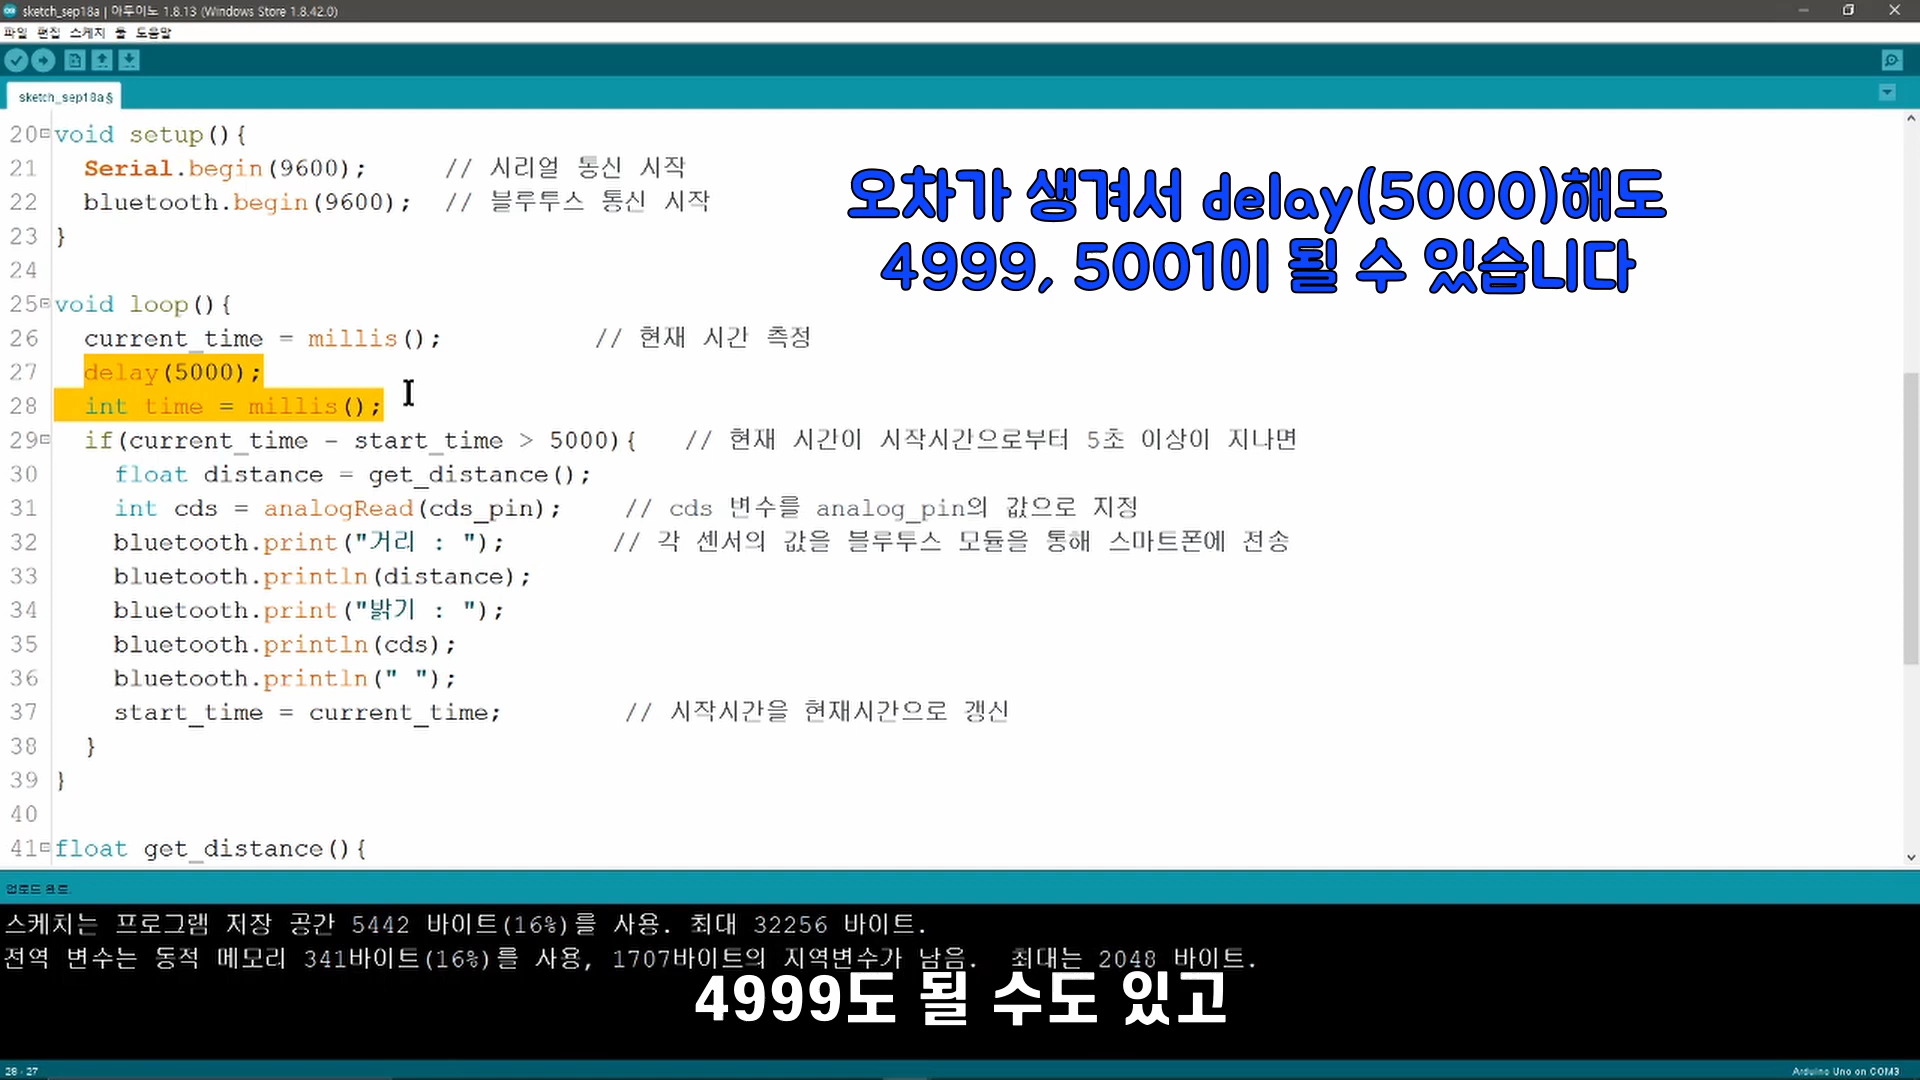 sketch_sep18a | 아두이노 1.8.13 (Windows Store 1.8.42.0)
파일 편집 스케치 툴 도움말
sketch_sep18a§
20 void setup(){
21 Serial.begin(9600); // 시리얼 통신 시작
22 bluetooth.begin(9600); // 블루투스 통신 시작
23 }
24
25 void loop(){
26 current_time = millis(); // 현재 시간 측정
27 delay(5000);
28 int time = millis();
29 if(current_time - start_time > 5000){ // 현재 시간이 시작시간으로부터 5초 이상이 지나면
30 float distance = get_distance();
31 int cds = analogRead(cds_pin); // cds 변수를 analog_pin의 값으로 지정
32 bluetooth.print("거리 : "); // 각 센서의 값을 블루투스 모듈을 통해 스마트폰에 전송
33 bluetooth.println(distance);
34 bluetooth.print("밝기 : ");
35 bluetooth.println(cds);
36 bluetooth.println(" ");
37 start_time = current_time; // 시작시간을 현재시간으로 갱신
38 }
39 }
40
41 float get_distance(){
오차가 생겨서 delay(5000)해도
4999, 5001이 될 수 있습니다
업로드 완료.
스케치는 프로그램 저장 공간 5442 바이트(16%)를 사용. 최대 32256 바이트.
전역 변수는 동적 메모리 341바이트(16%)를 사용, 1707바이트의 지역변수가 남음. 최대는 2048 바이트.
4999도 될 수도 있고
28 - 27
Arduino Uno on COM3